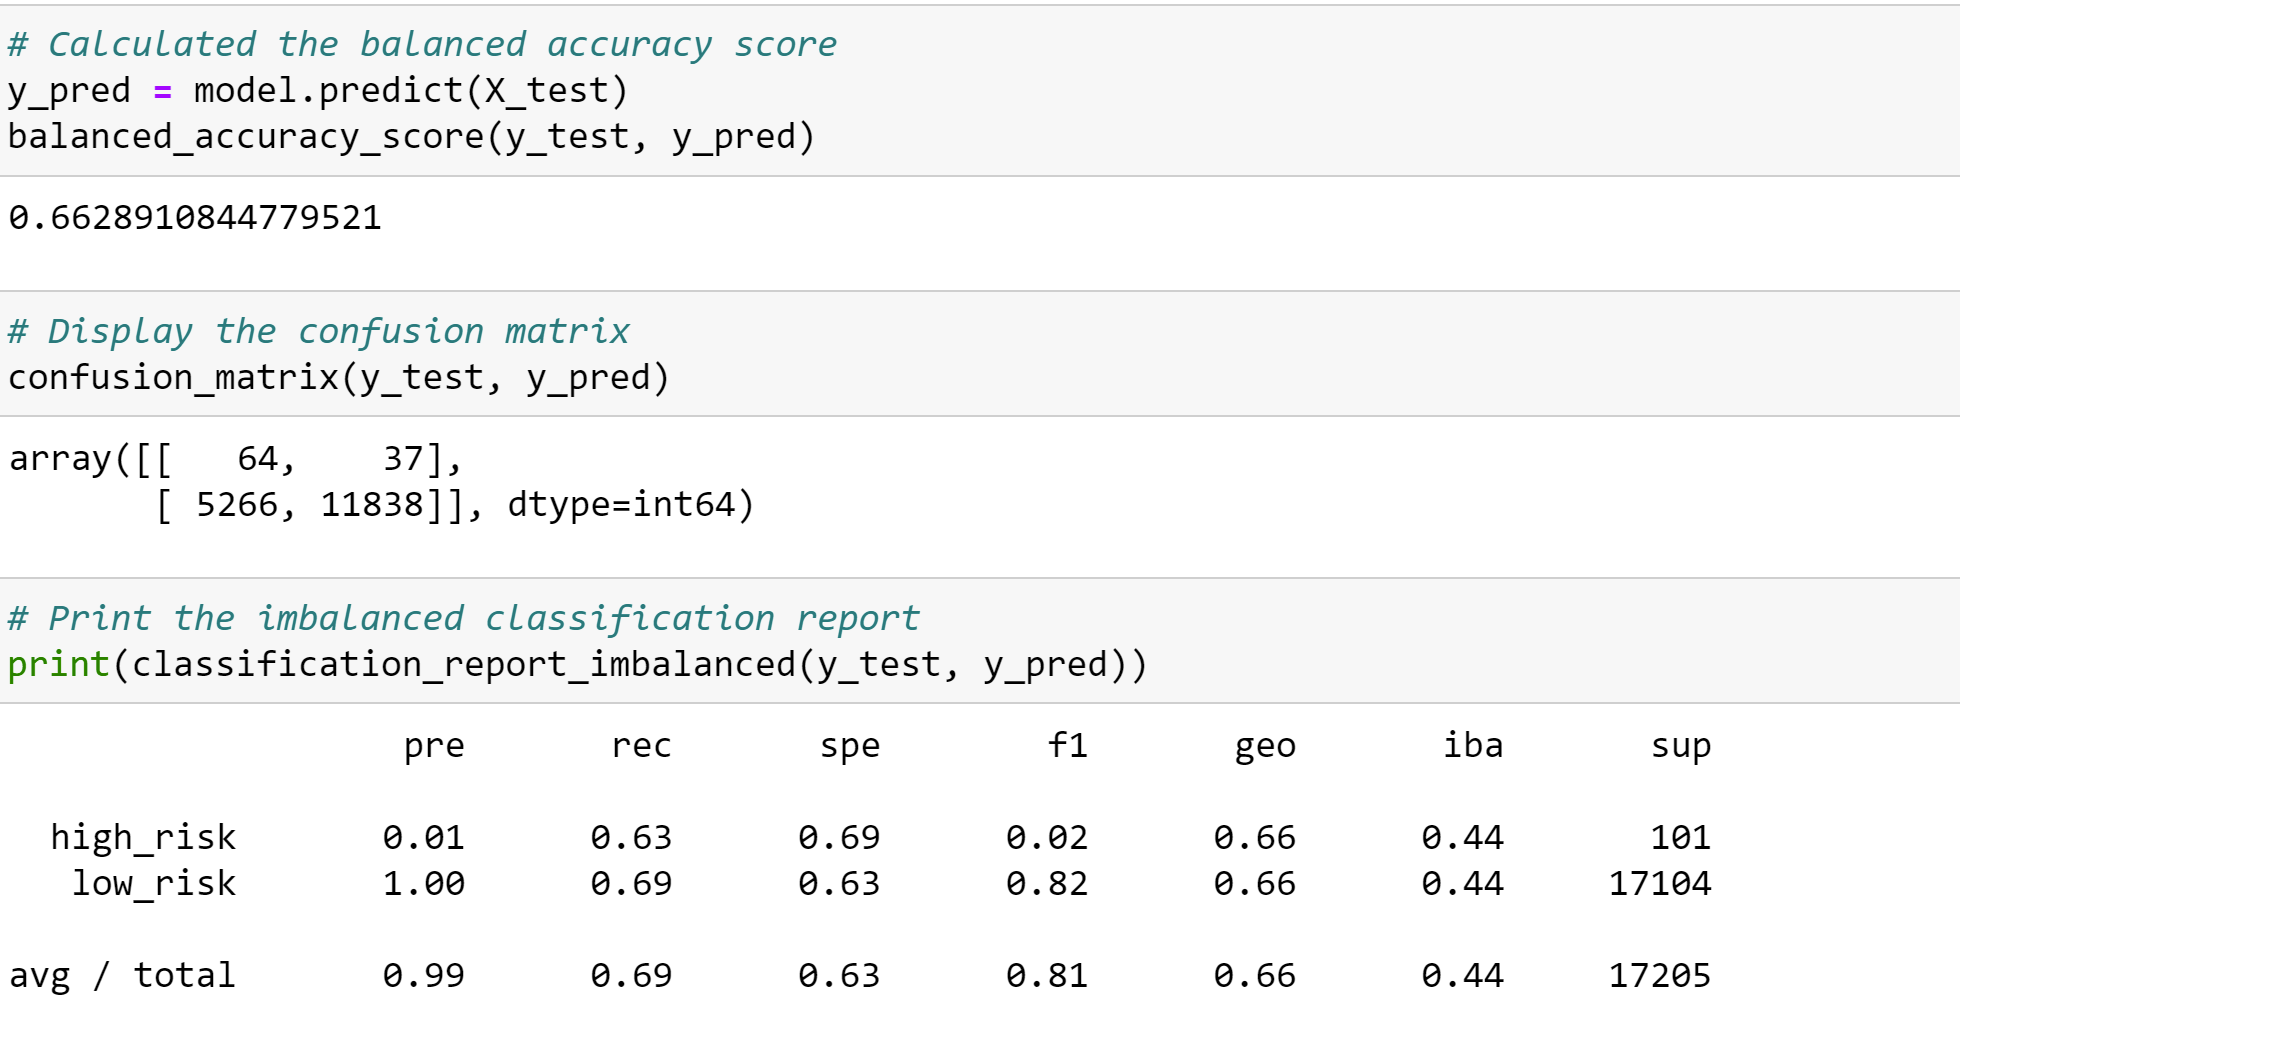 # Calculated the balanced accuracy score
y_pred = model.predict(X_test)
balanced_accuracy_score(y_test, y_pred)
0.6628910844779521
# Display the confusion matrix
confusion_matrix(y_test, y_pred)
array([[   64,    37],
       [ 5266, 11838]], dtype=int64)
# Print the imbalanced classification report
print(classification_report_imbalanced(y_test, y_pred))
                   pre       rec       spe        f1       geo       iba       sup
  high_risk       0.01      0.63      0.69      0.02      0.66      0.44       101
   low_risk       1.00      0.69      0.63      0.82      0.66      0.44     17104
avg / total       0.99      0.69      0.63      0.81      0.66      0.44     17205